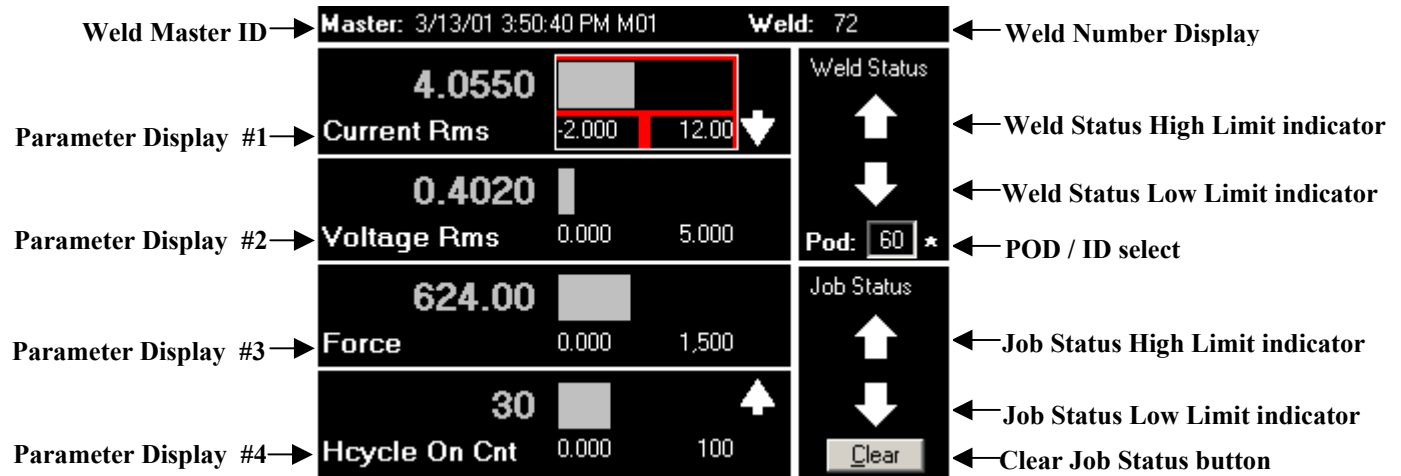 Weld Master ID
Master: 3/13/01 3:50:40 PM M01 Weld: 72
Weld Number Display
4.0550
Current Rms
-2.000 12.00
Parameter Display #1
0.4020
Voltage Rms
0.000 5.000
Parameter Display #2
624.00
Force
0.000 1,500
Parameter Display #3
30
Hcycle On Cnt
0.000 100
Parameter Display #4
Weld Status
Weld Status High Limit indicator
Weld Status Low Limit indicator
Pod: 60 *
POD / ID select
Job Status
Job Status High Limit indicator
Job Status Low Limit indicator
Clear
Clear Job Status button